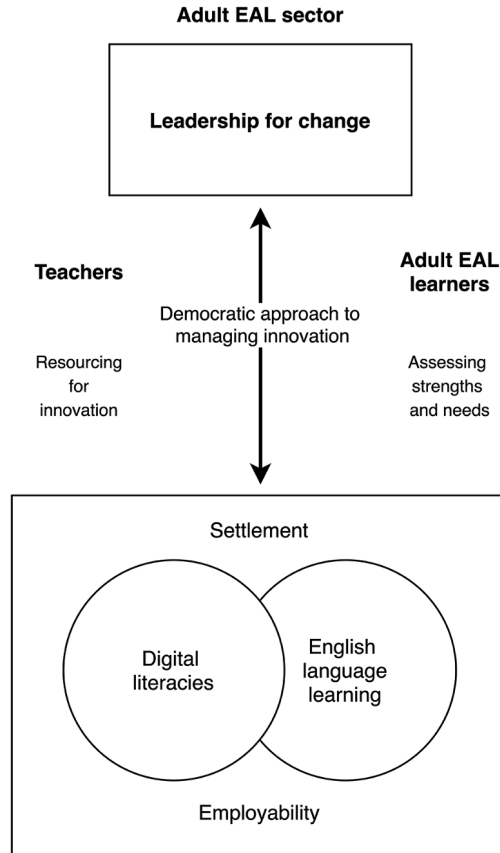 Adult EAL sector
Leadership for change
Teachers
Adult EAL
learners
Democratic approach to
managing innovation
Resourcing
for
innovation
Assessing
strengths
and needs
Settlement
Digital
literacies
English
language
learning
Employability